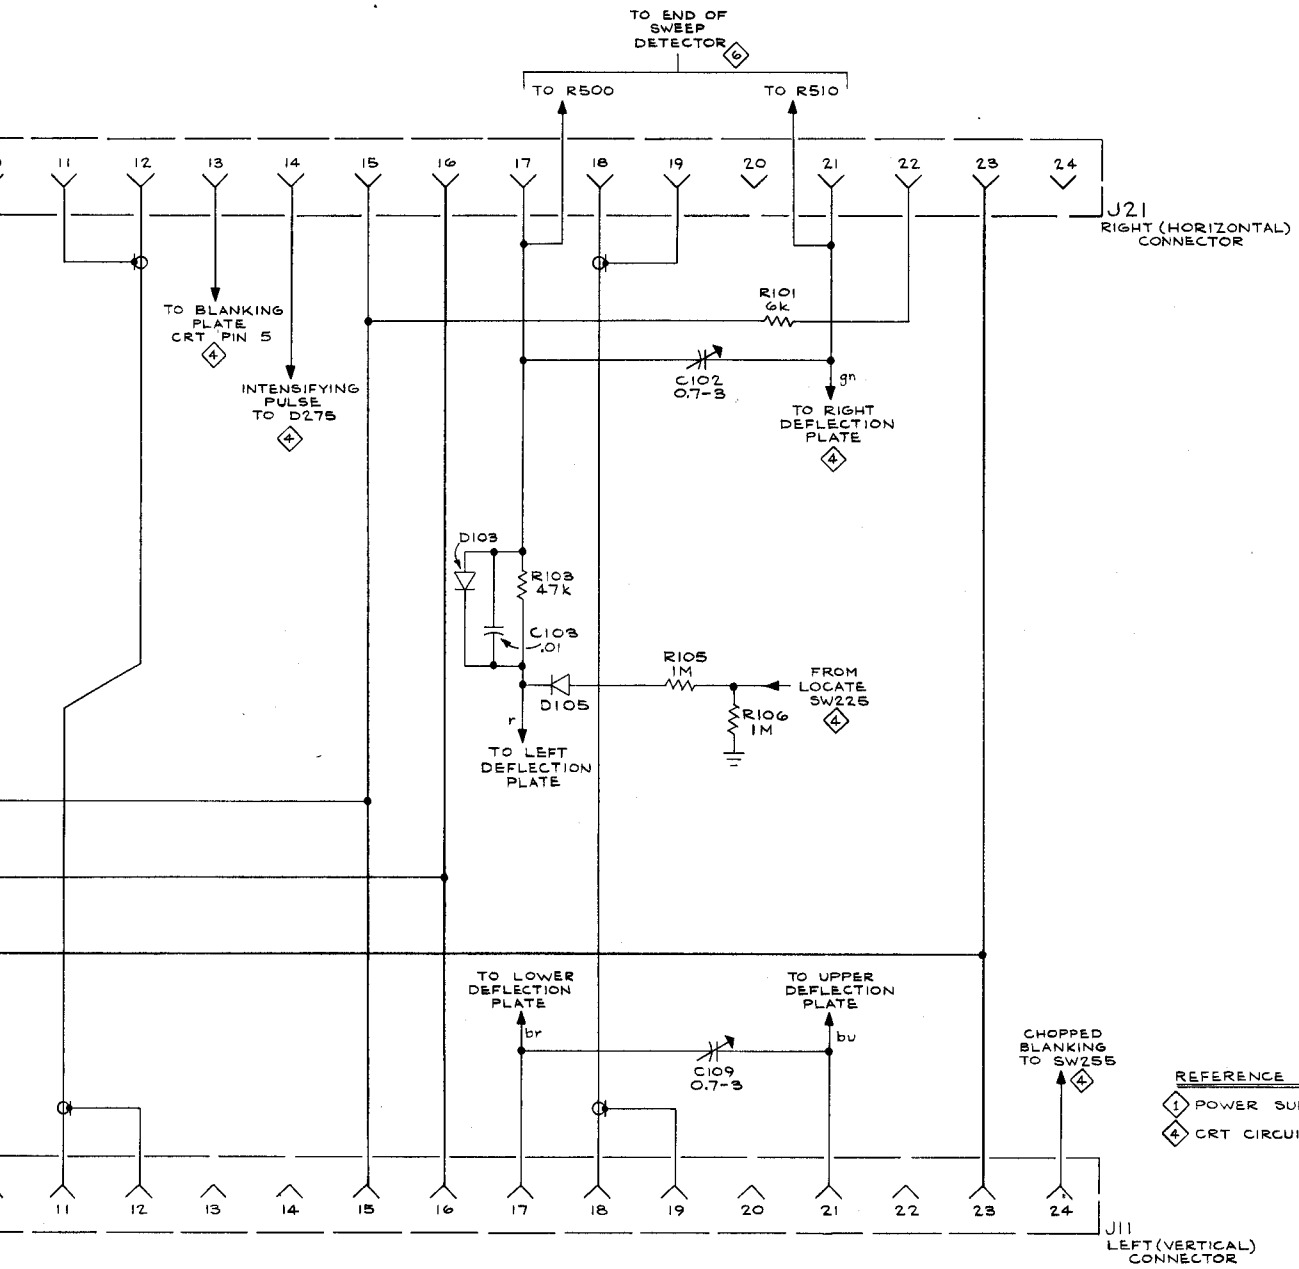 TO END OF
SWEEP
DETECTOR 6
TO R500
TO R510
11 12 13 14 15 16 17 18 19 20 21 22 23 24
J21
RIGHT (HORIZONTAL)
CONNECTOR
TO BLANKING
PLATE
CRT PIN 5
4
INTENSIFYING
PULSE
TO D275
4
R101
6K
C102
0.7-3
gn
TO RIGHT
DEFLECTION
PLATE
4
D103
R103
47K
C103
.01
R105
1M
D105
FROM
LOCATE
SW225
4
R106
1M
r
TO LEFT
DEFLECTION
PLATE
TO LOWER
DEFLECTION
PLATE
br
TO UPPER
DEFLECTION
PLATE
bu
C109
0.7-3
CHOPPED
BLANKING
TO SW255
4
REFERENCE
1 POWER SU
4 CRT CIRCUI
11 12 13 14 15 16 17 18 19 20 21 22 23 24
J11
LEFT (VERTICAL)
CONNECTOR